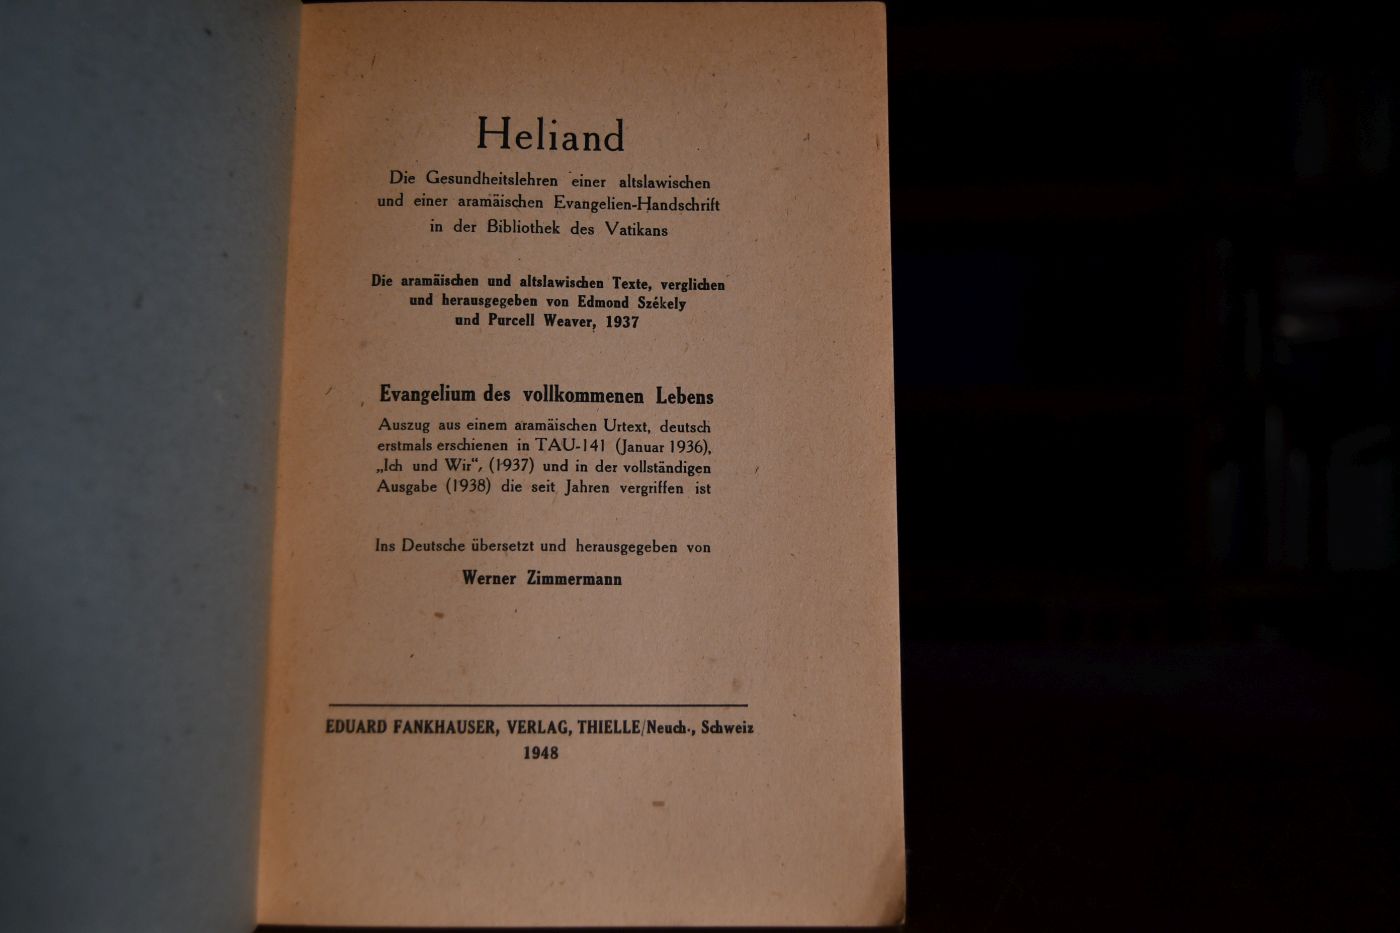 Heliand
Die Gesundheitslehren einer altslawischen
und einer aramäischen Evangelien-Handschrift
in der Bibliothek des Vatikans
Die aramäischen und altslawischen Texte, verglichen
und herausgegeben von Edmond Székely
und Purcell Weaver, 1937
Evangelium des vollkommenen Lebens
Auszug aus einem aramäischen Urtext, deutsch
erstmals erschienen in TAU-141 (Januar 1936),
„Ich und Wir“, (1937) und in der vollständigen
Ausgabe (1938) die seit Jahren vergriffen ist
Ins Deutsche übersetzt und herausgegeben von
Werner Zimmermann
EDUARD FANKHAUSER, VERLAG, THIELLE/Neuch., Schweiz
1948